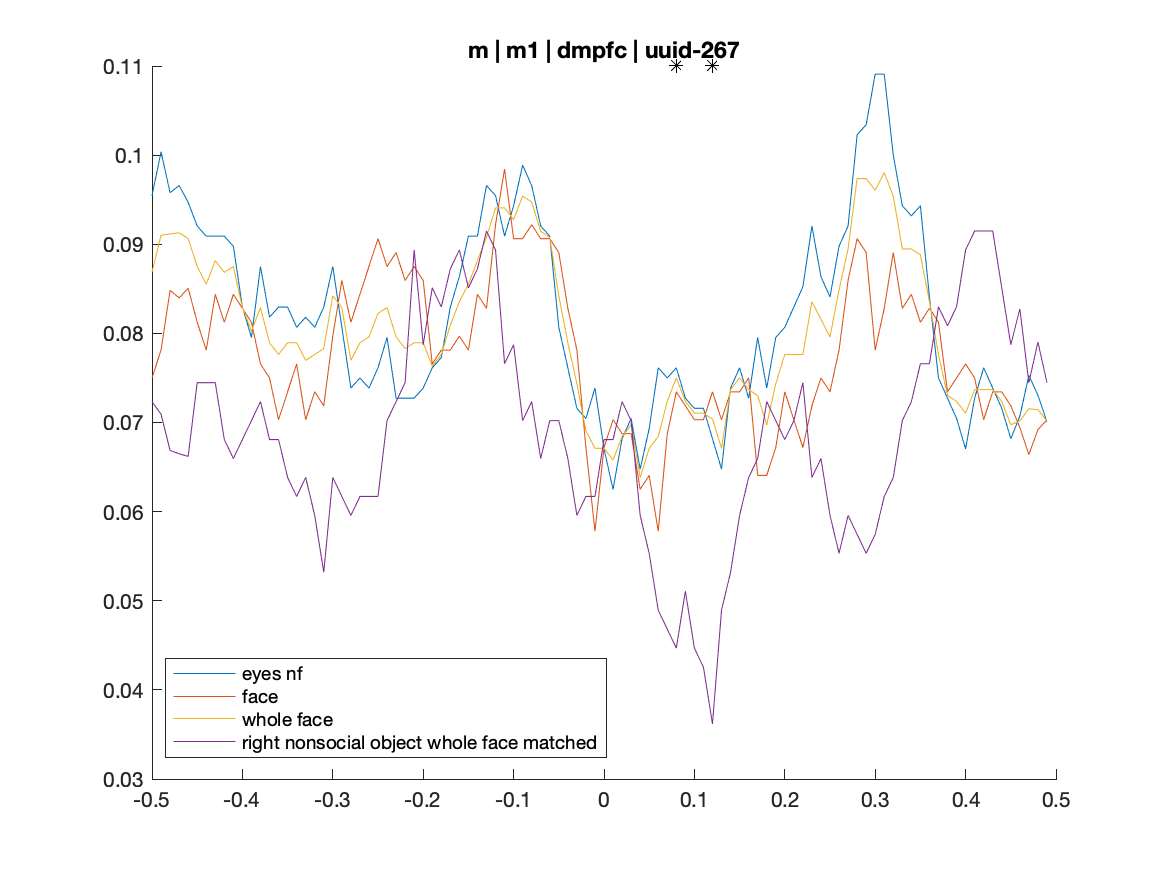 m | m1 | dmpfc | uuid-267
0.11
0.1
0.09
0.08
0.07
0.06
0.05
0.04
0.03
eyes nf
face
whole face
right nonsocial object whole face matched
-0.5 -0.4 -0.3 -0.2 -0.1 0 0.1 0.2 0.3 0.4 0.5